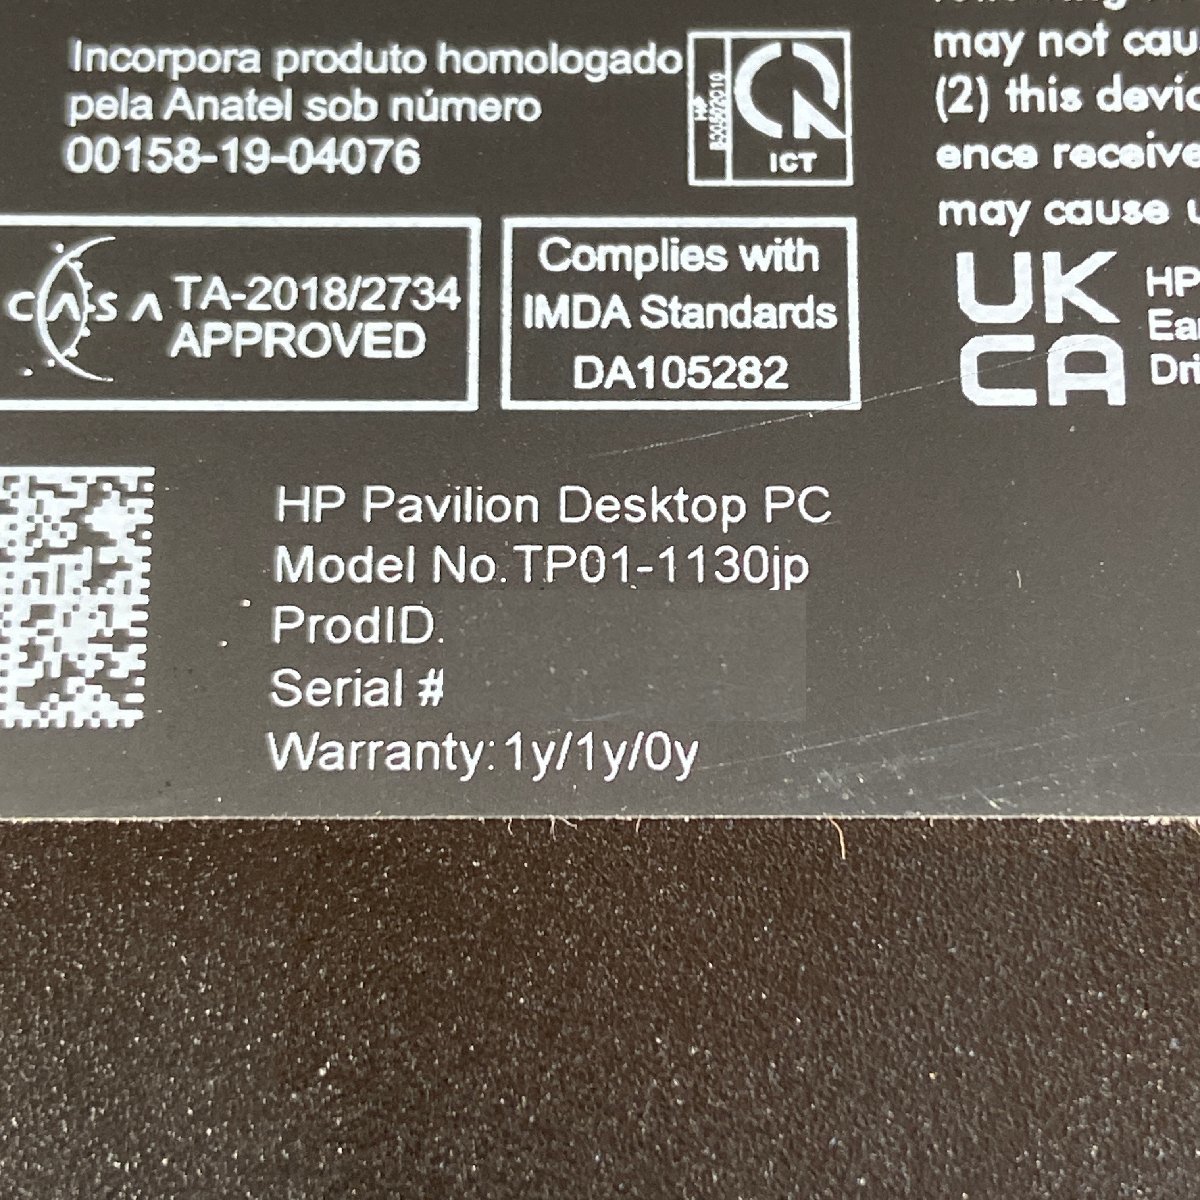 Incorpora produto homologado
pela Anatel sob número
00158-19-04076
ICT
may not cau
(2) this devic
ence receive
may cause u
CASA
TA-2018/2734
APPROVED
Complies with
IMDA Standards
DA105282
UK
CA
HP
Ea
Dri
HP Pavilion Desktop PC
Model No.TP01-1130jp
ProdID.
Serial #
Warranty:1y/1y/0y